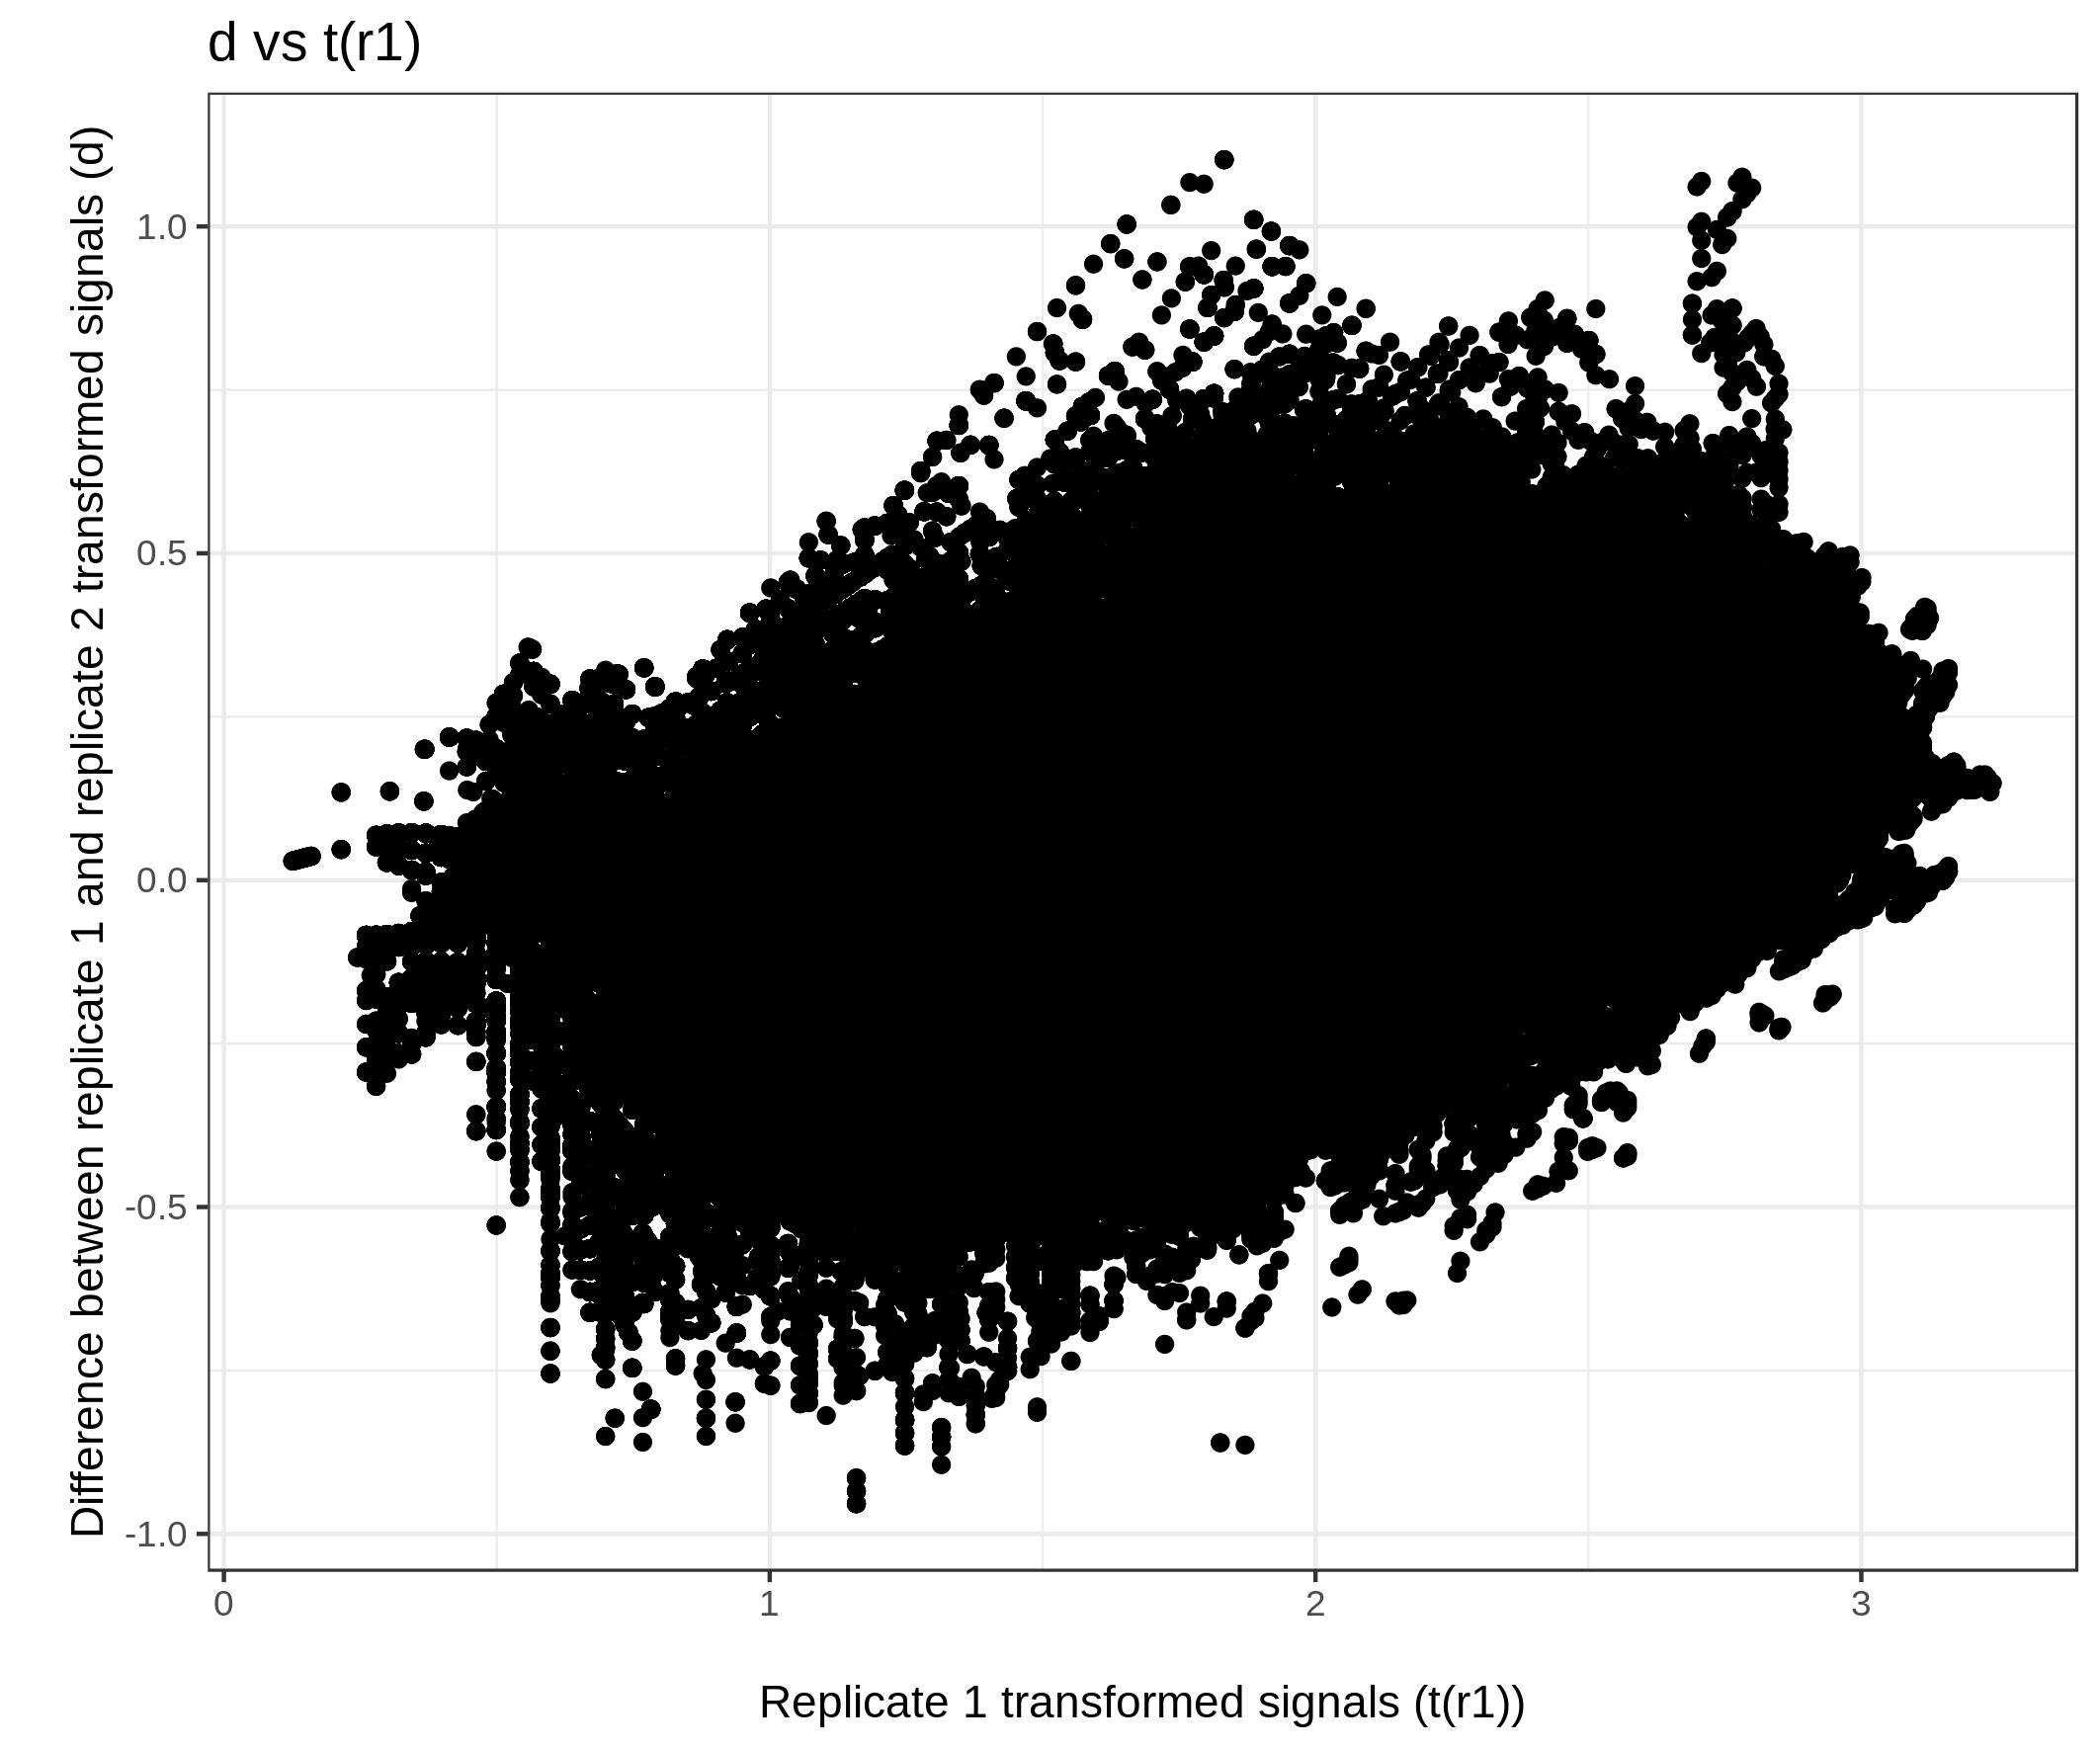 d vs t(r1)
Difference between replicate 1 and replicate 2 transformed signals (d)
1.0
0.5
0.0
-0.5
-1.0
0 1 2 3
Replicate 1 transformed signals (t(r1))